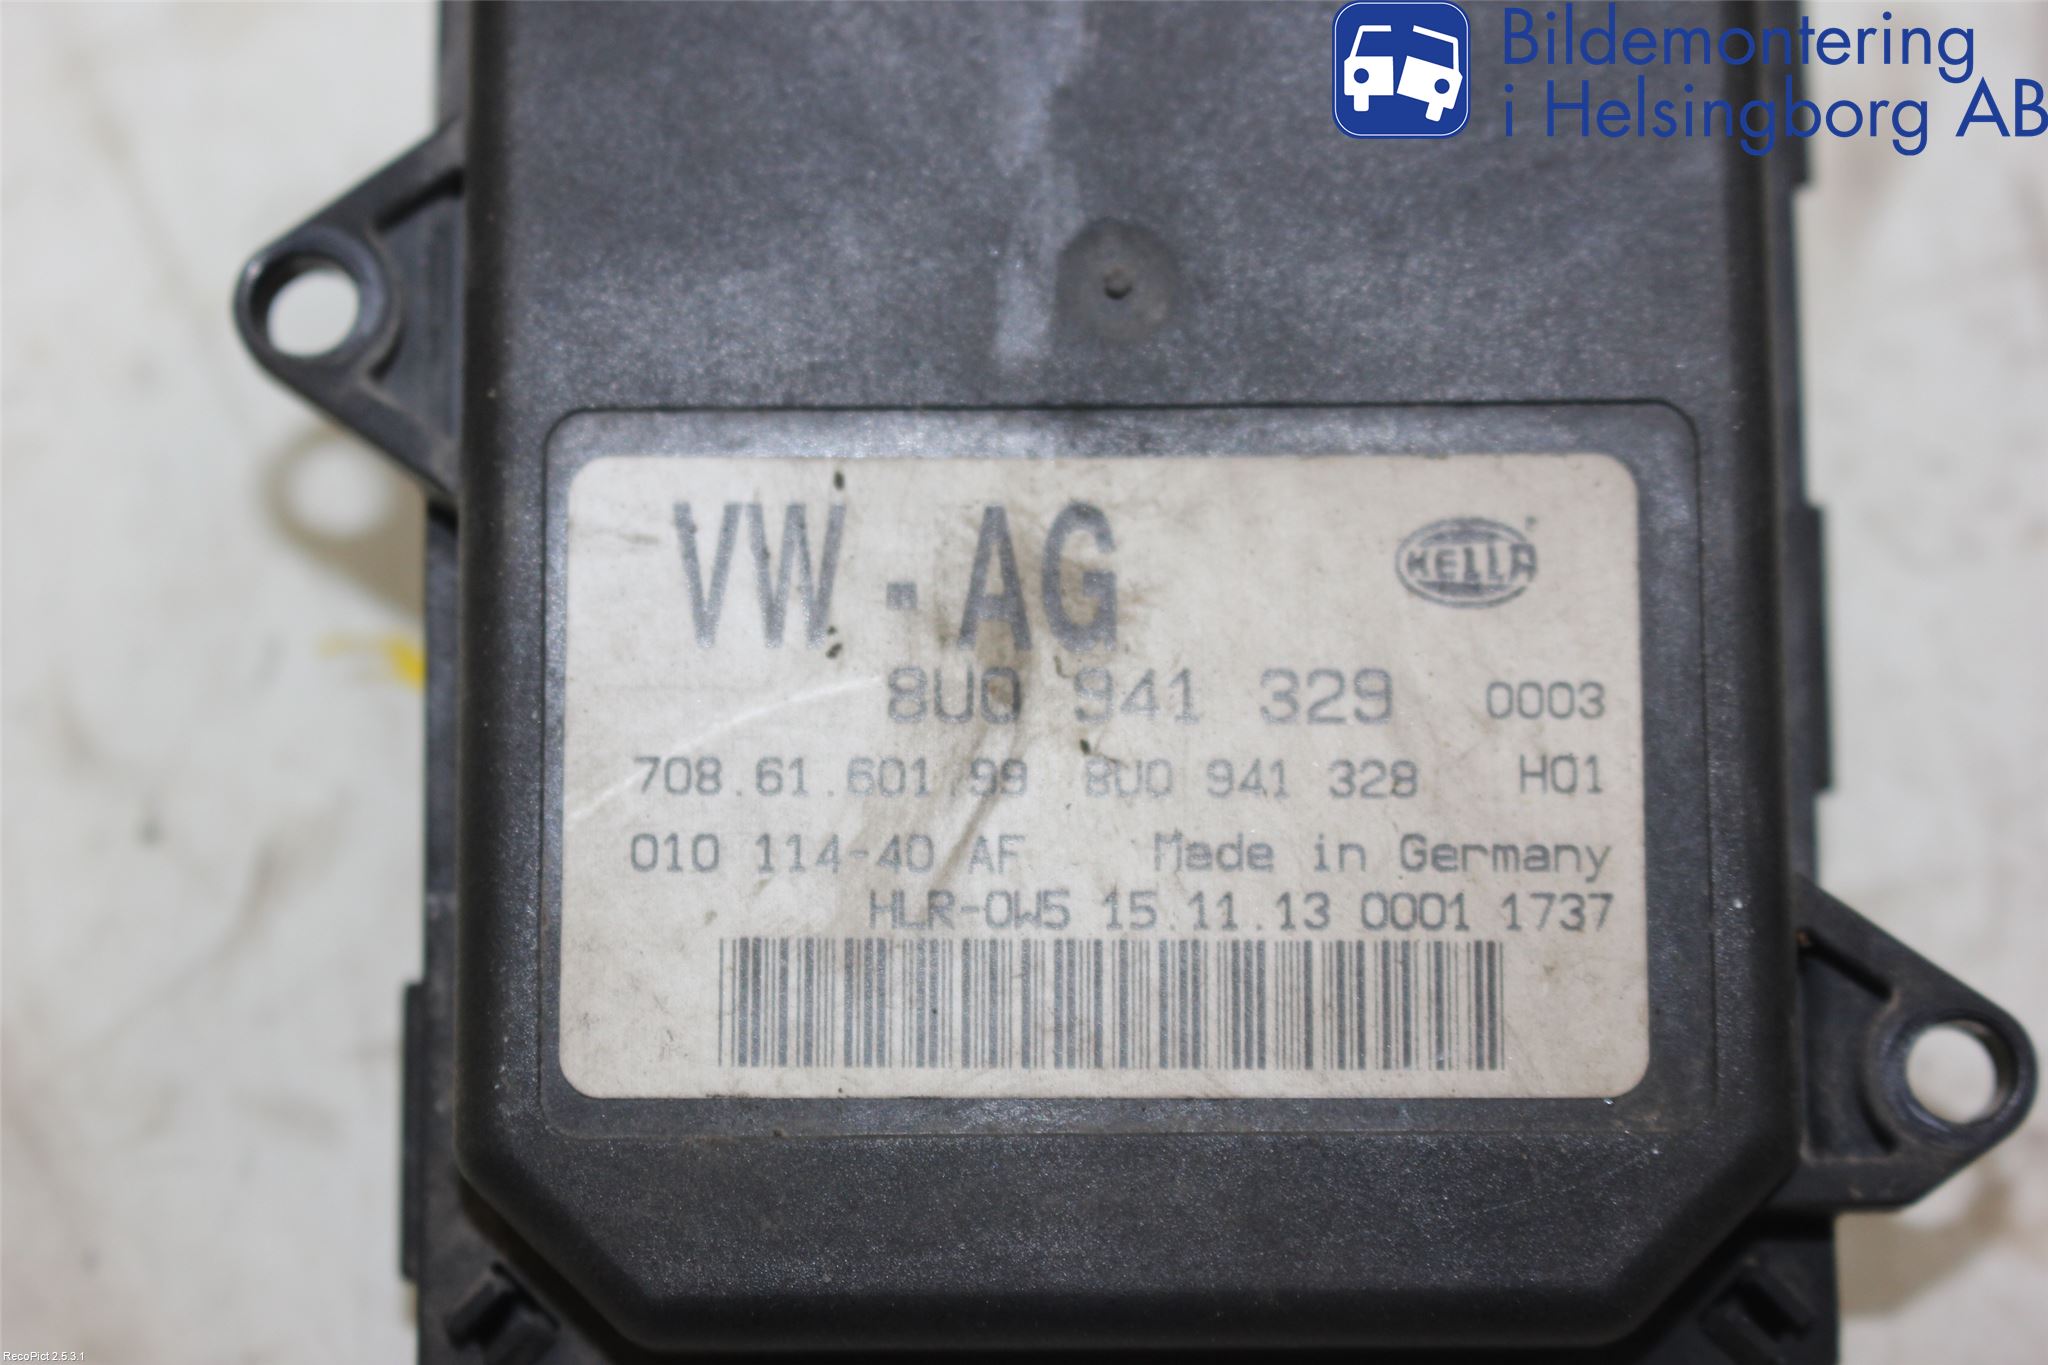 Bildemontering
i Helsingborg AB
VW - AG
HELLA
8U0 941 329 0003
708.61.601.99 8U0 941 328 H01
010 114-40 AF Made in Germany
HLR-0W5 15.11.13 0001 1737
RecoPict 2.5.3.1